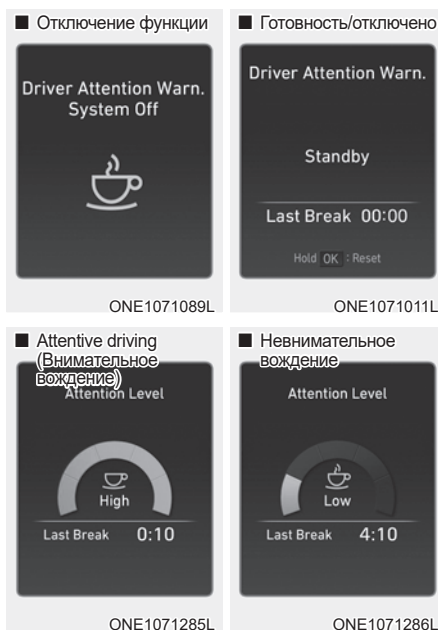 ■ Отключение функции
Driver Attention Warn.
System Off
ONE1071089L
■ Готовность/отключено
Driver Attention Warn.
Standby
Last Break 00:00
Hold OK : Reset
ONE1071011L
■ Attentive driving
(Внимательное
вождение)
Attention Level
High
Last Break 0:10
ONE1071285L
■ Невнимательное
вождение
Attention Level
Low
Last Break 4:10
ONE1071286L